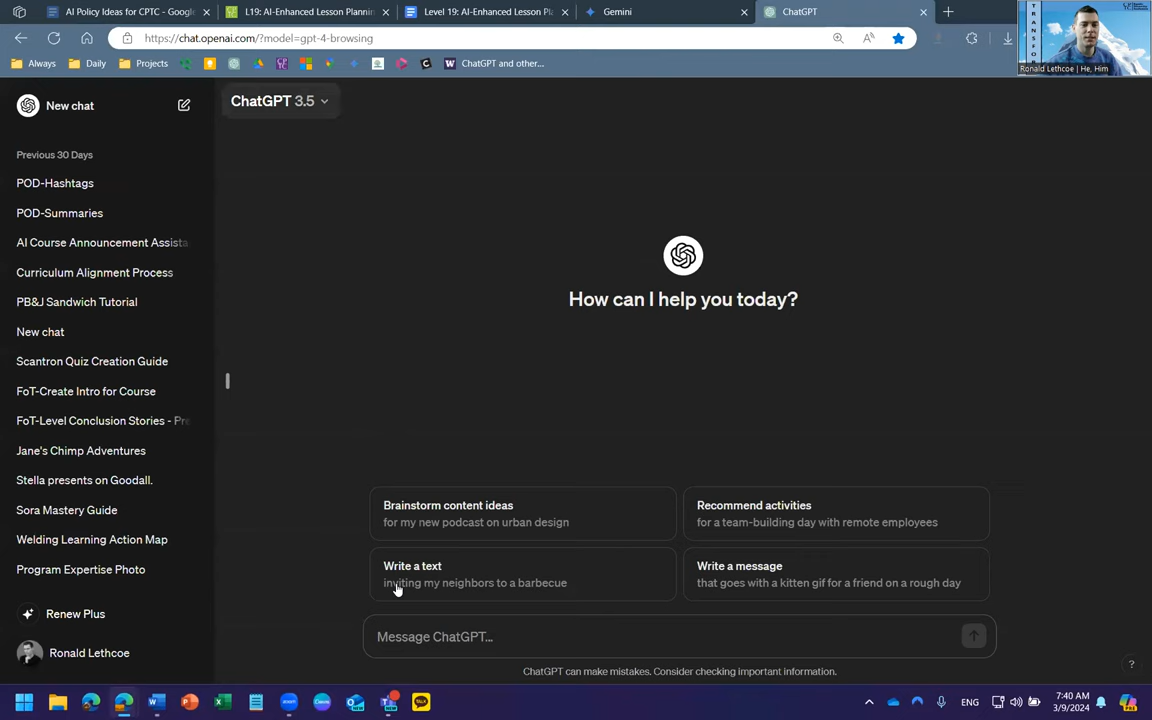 AI Policy Ideas for CPTC - Google
L19: AI-Enhanced Lesson Plannin
Level 19: AI-Enhanced Lesson Pla
Gemini
ChatGPT
https://chat.openai.com/?model=gpt-4-browsing
Always
Daily
Projects
ChatGPT and other...
TRANSFO
Ronald Lethcoe | He, Him
New chat
ChatGPT 3.5
Previous 30 Days
POD-Hashtags
POD-Summaries
AI Course Announcement Assista
Curriculum Alignment Process
PB&J Sandwich Tutorial
New chat
Scantron Quiz Creation Guide
FoT-Create Intro for Course
FoT-Level Conclusion Stories - Pre
Jane's Chimp Adventures
Stella presents on Goodall.
Sora Mastery Guide
Welding Learning Action Map
Program Expertise Photo
Renew Plus
Ronald Lethcoe
How can I help you today?
Brainstorm content ideas
for my new podcast on urban design
Recommend activities
for a team-building day with remote employees
Write a text
inviting my neighbors to a barbecue
Write a message
that goes with a kitten gif for a friend on a rough day
Message ChatGPT...
ChatGPT can make mistakes. Consider checking important information.
?
ENG
7:40 AM
3/9/2024